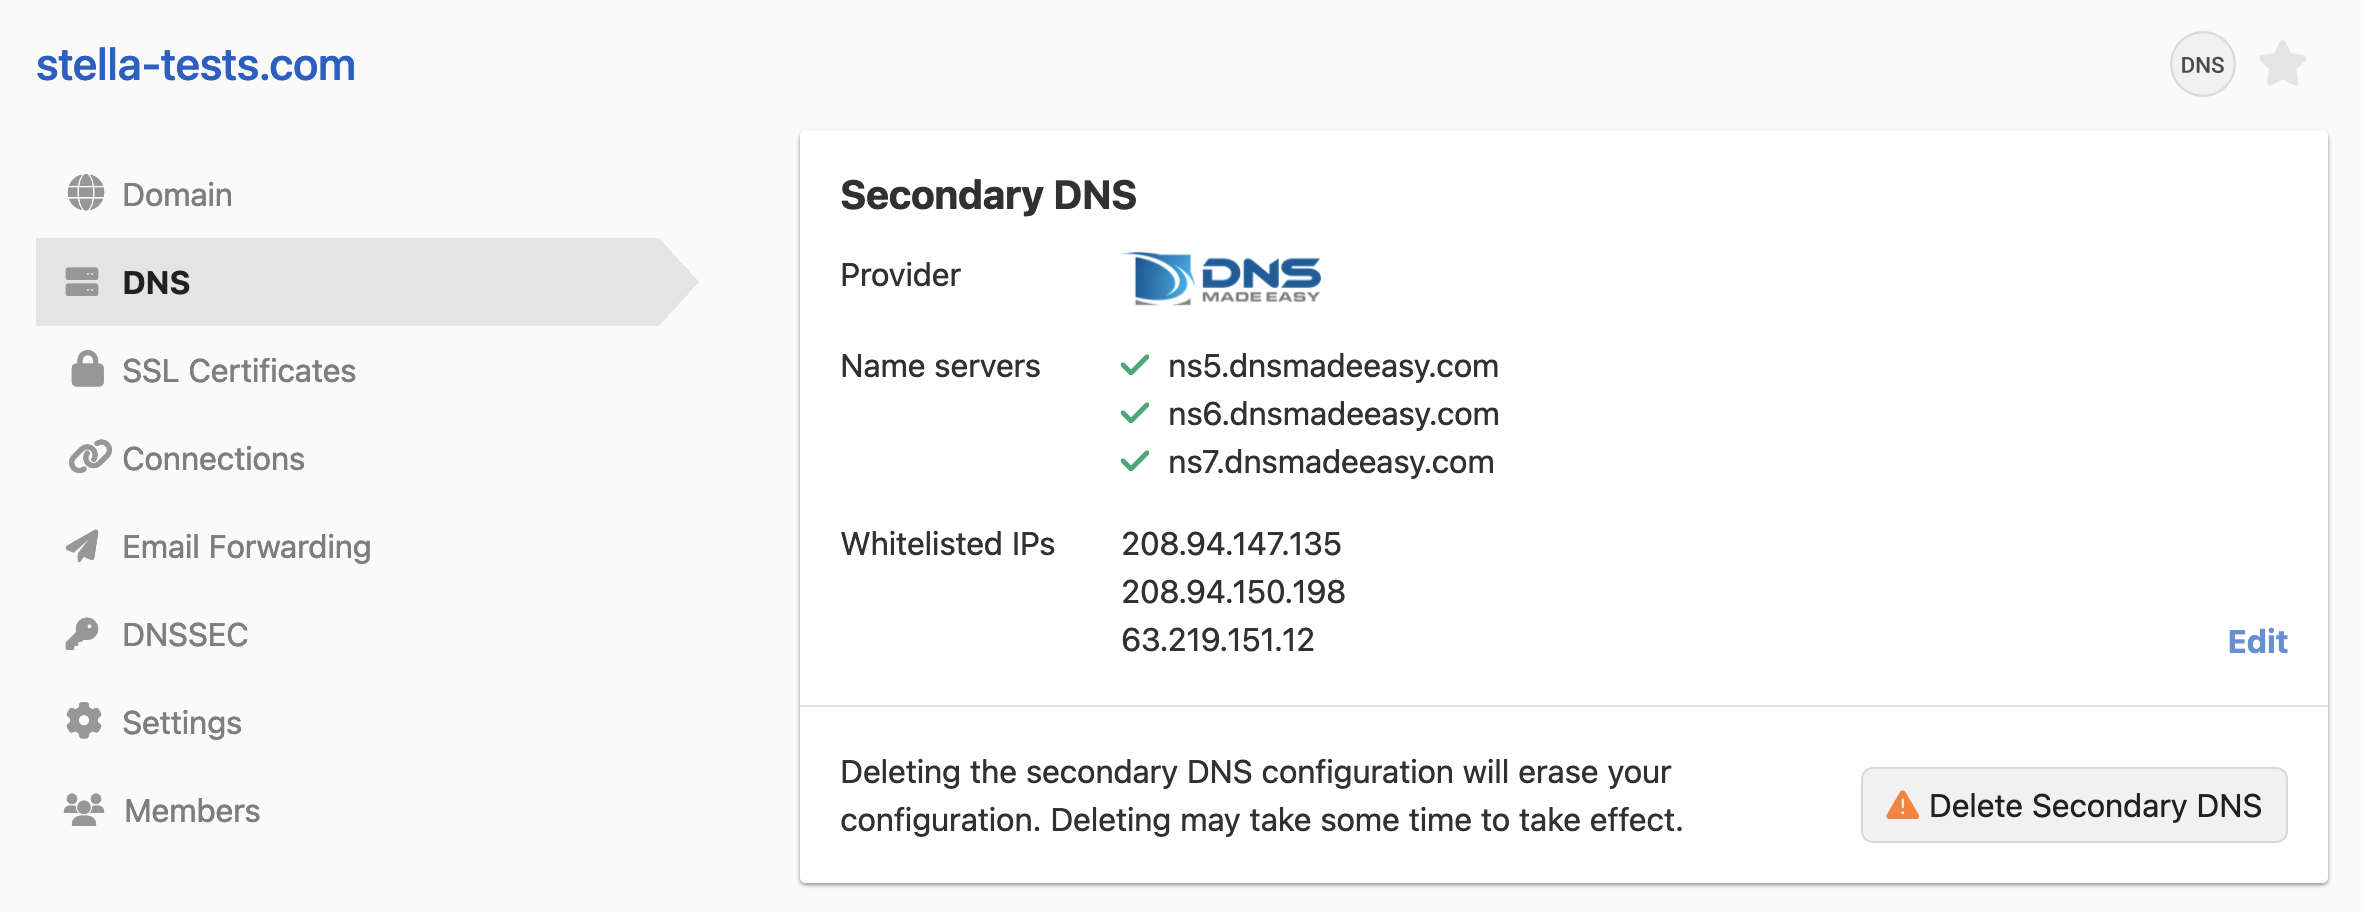 stella-tests.com
DNS
Domain
DNS
SSL Certificates
Connections
Email Forwarding
DNSSEC
Settings
Members
Secondary DNS
Provider
DNS
MADE EASY
Name servers
ns5.dnsmadeeasy.com
ns6.dnsmadeeasy.com
ns7.dnsmadeeasy.com
Whitelisted IPs
208.94.147.135
208.94.150.198
63.219.151.12
Edit
Deleting the secondary DNS configuration will erase your
configuration. Deleting may take some time to take effect.
Delete Secondary DNS